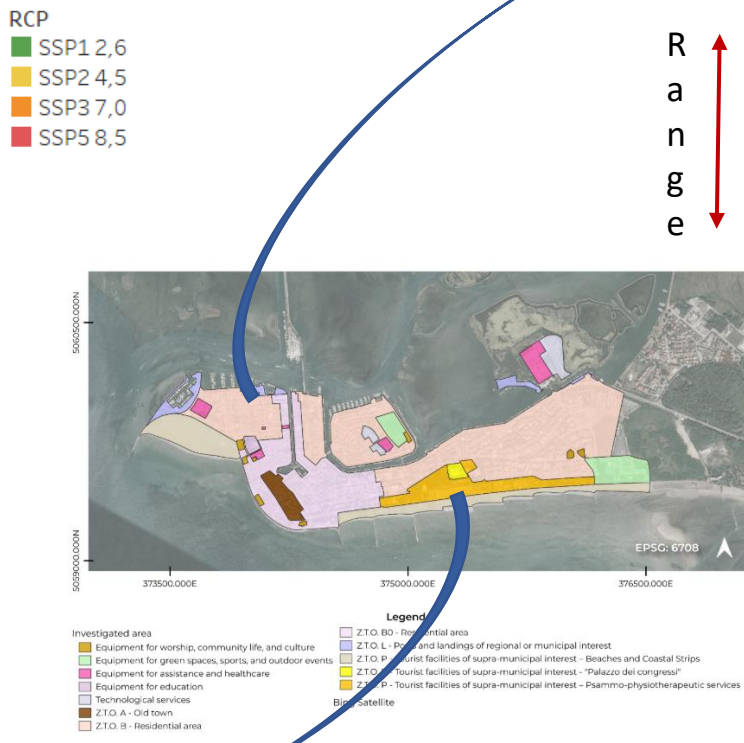 RCP
SSP1 2,6
SSP2 4,5
SSP3 7,0
SSP5 8,5
R
a
n
g
e
5060500.000N
5059000.000N
EPSG: 6708
373500.000E
375000.000E
376500.000E
Legend
Investigated area
Equipment for worship, community life, and culture
Equipment for green spaces, sports, and outdoor events
Equipment for assistance and healthcare
Equipment for education
Technological services
Z.T.O. A - Old town
Z.T.O. B - Residential area
Z.T.O. B0 - Residential area
Z.T.O. L - and landings of regional or municipal interest
Z.T.O. P - Tourist facilities of supra-municipal interest – Beaches and Coastal Strips
Z.T.O. - Tourist facilities of supra-municipal interest - "Palazzo dei congressi"
Z.T.O. P - Tourist facilities of supra-municipal interest – Psammo-physiotherapeutic services
Bing Satellite